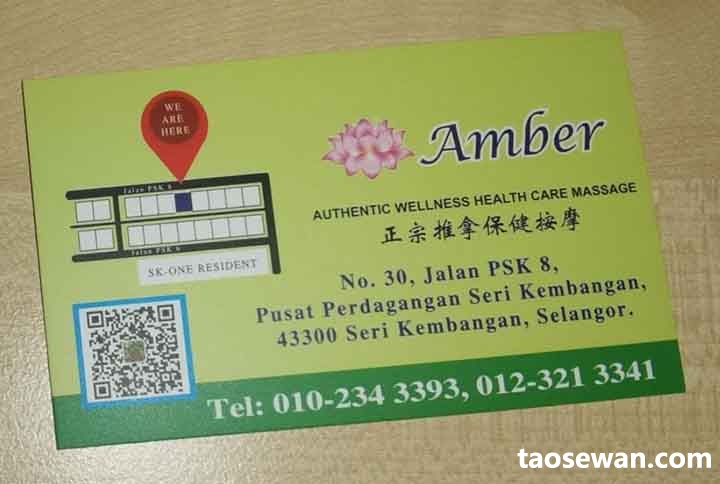 WE
ARE
HERE
Jalan PSK 8
Jalan PSK 6
SK-ONE RESIDENT
Amber
AUTHENTIC WELLNESS HEALTH CARE MASSAGE
正宗推拿保健按摩
No. 30, Jalan PSK 8,
Pusat Perdagangan Seri Kembangan,
43300 Seri Kembangan, Selangor.
Tel: 010-234 3393, 012-321 3341
taosewan.com